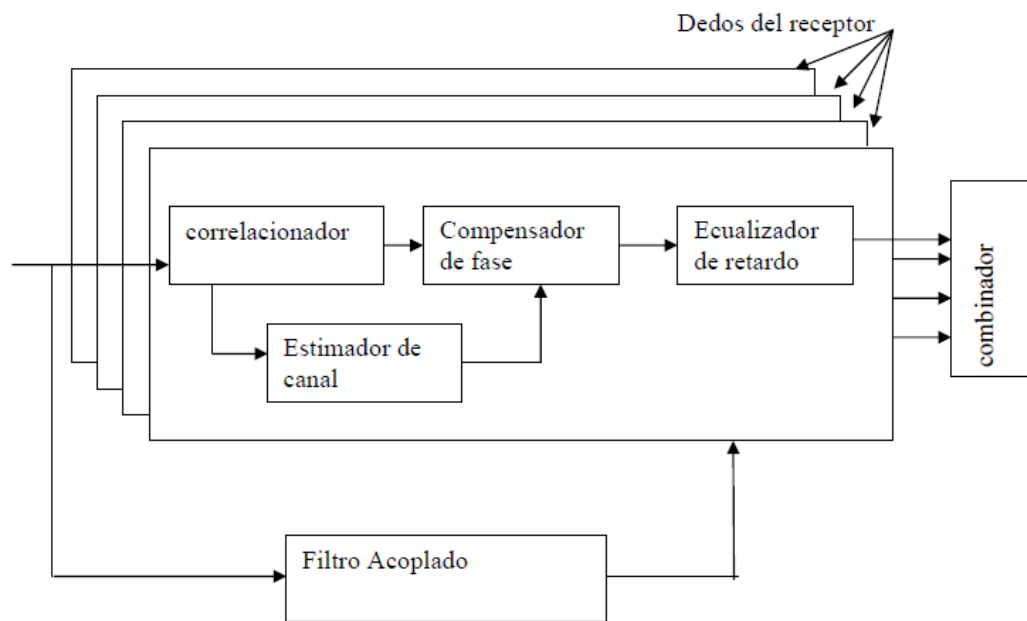 Dedos del receptor
correlacionador
Compensador
de fase
Ecualizador
de retardo
Estimador de
canal
combinador
Filtro Acoplado